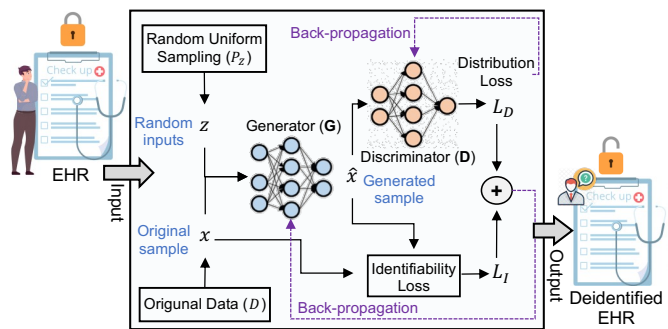 Check up
EHR
Input
Random Uniform
Sampling (P_z)
Random
inputs
z
Generator (G)
Original
sample
x
Origunal Data (D)
Back-propagation
Discriminator (D)
x̂
Generated
sample
Distribution
Loss
L_D
+
Identifiability
Loss
L_I
Back-propagation
Output
?
Check up
Deidentified
EHR